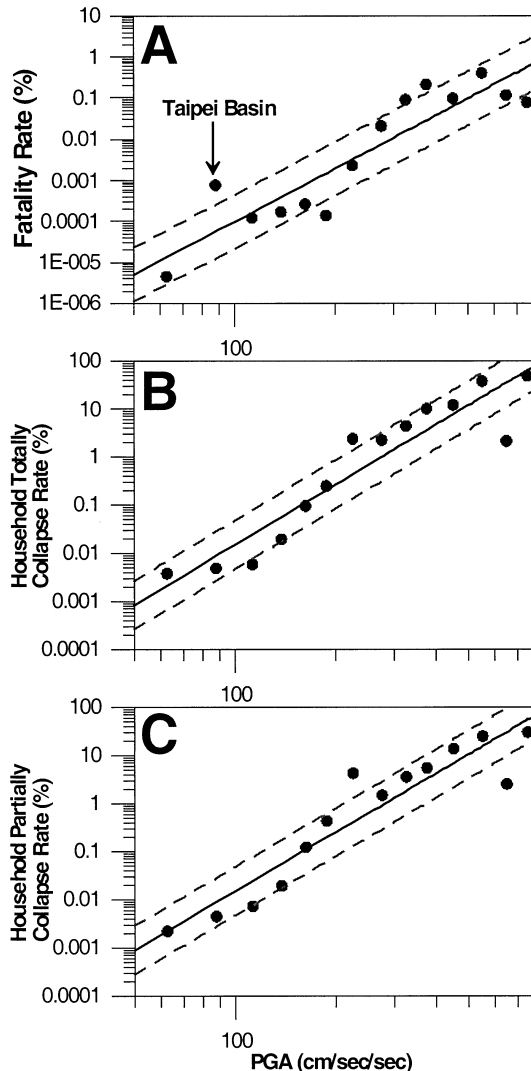 A
Fatality Rate (%)
10
1
0.1
0.01
0.001
0.0001
1E-005
1E-006
Taipei Basin
100
B
Household Totally
Collapse Rate (%)
100
10
1
0.1
0.01
0.001
0.0001
100
C
Household Partially
Collapse Rate (%)
100
10
1
0.1
0.01
0.001
0.0001
100
PGA (cm/sec/sec)